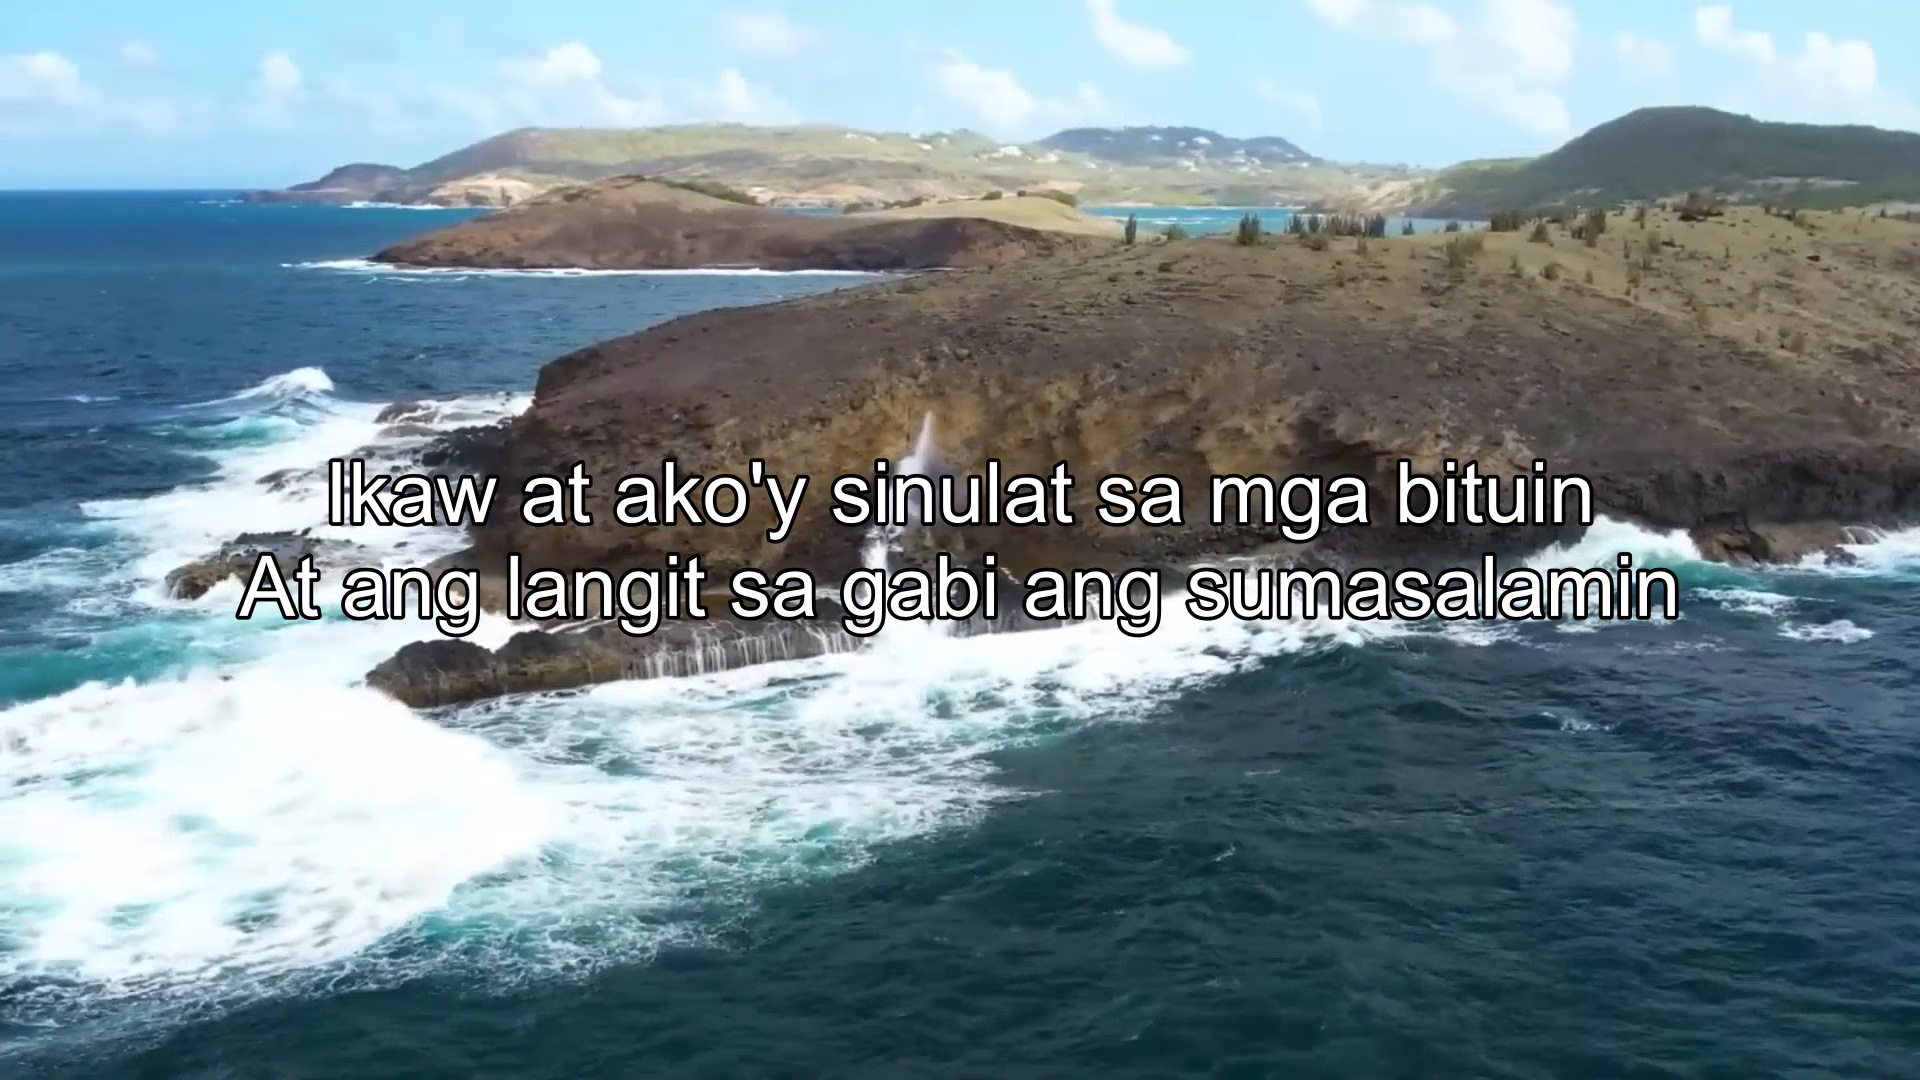 Ikaw at ako'y sinulat sa mga bituin
At ang langit sa gabi ang sumasalamin